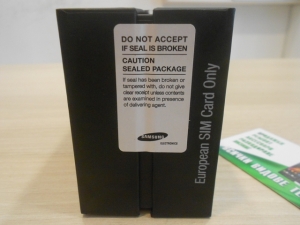 DO NOT ACCEPT
IF SEAL IS BROKEN
CAUTION
SEALED PACKAGE
If seal has been broken or
tampered with, do not give
clear receipt unless contents
are examined in presence
of delivering agent.
SAMSUNG
ELECTRONICS
European SIM Card Only